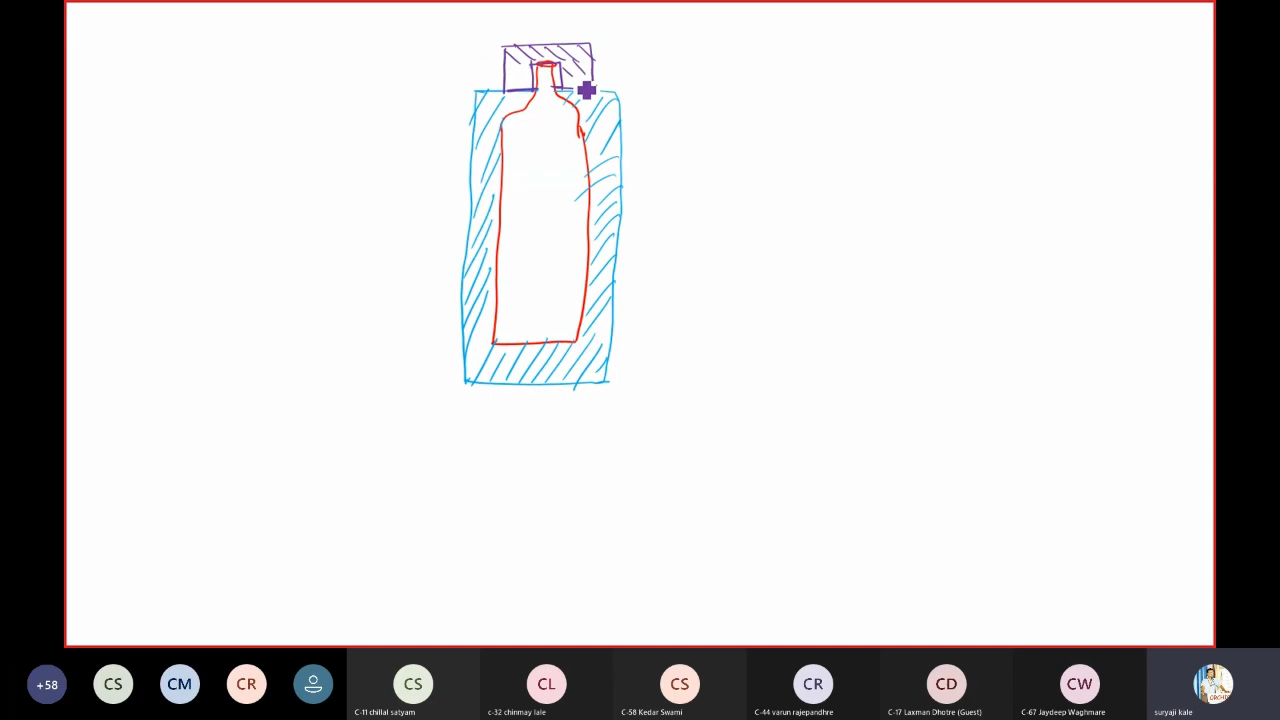 +58
CS
CM
CR
CS
CL
CS
CR
CD
CW
C-11 chillal satyam
c-32 chinmay lale
C-58 Kedar Swami
C-44 varun rajepandhre
C-17 Laxman Dhotre (Guest)
C-67 Jaydeep Waghmare
suryaji kale